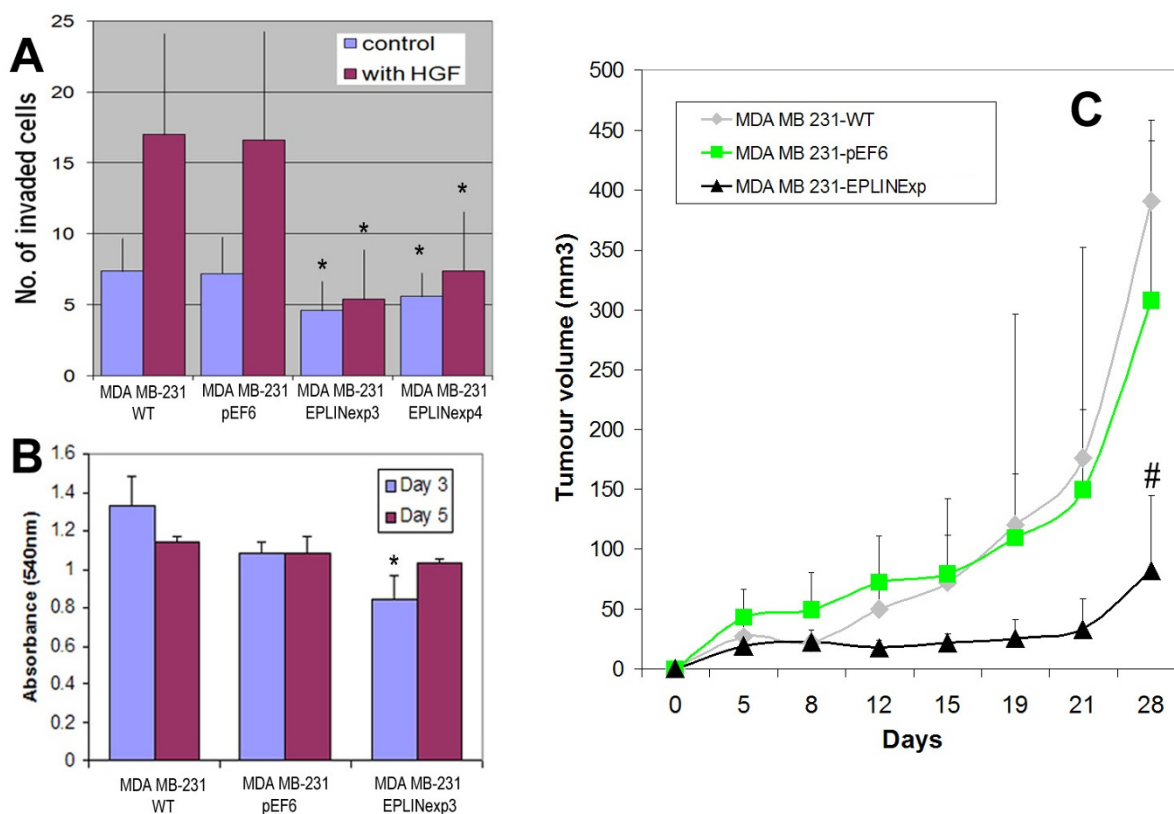 A
No. of invaded cells
25
20
15
10
5
0
control
with HGF
*
*
*
*
MDA MB-231
WT
MDA MB-231
pEF6
MDA MB-231
EPLINexp3
MDA MB-231
EPLINexp4
B
Absorbance (540nm)
1.6
1.4
1.2
1
0.8
0.6
0.4
0.2
0
Day 3
Day 5
*
MDA MB-231
WT
MDA MB-231
pEF6
MDA MB-231
EPLINexp3
C
Tumour volume (mm3)
500
450
400
350
300
250
200
150
100
50
0
MDA MB 231-WT
MDA MB 231-pEF6
MDA MB 231-EPLINExp
#
0 5 8 12 15 19 21 28
Days